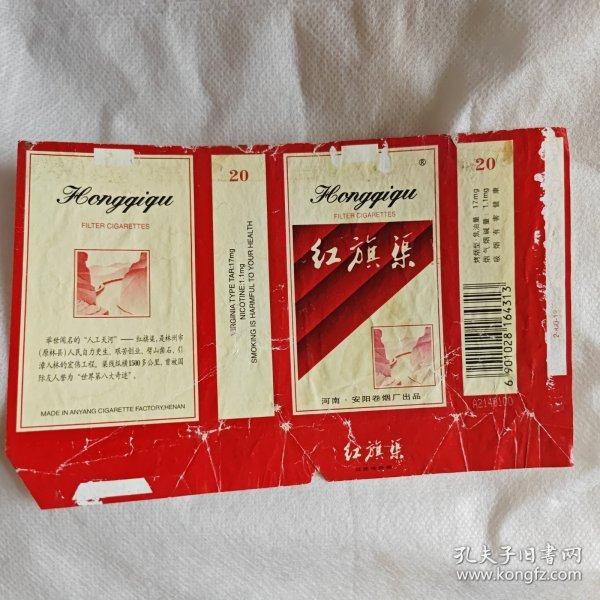 Hongqiqu
FILTER CIGARETTES
举世闻名的“人工天河”——红旗渠,是林州市
(原林县)人民自力更生、艰苦创业、劈山凿石、引
漳入林的宏伟工程。渠线纵横1500多公里,曾被国
际友人誉为“世界第八大奇迹”。
MADE IN ANYANG CIGARETTE FACTORY,HENAN
20
VIRGINIA TYPE TAR:17mg
NICOTINE:1.1mg
SMOKING IS HARMFUL TO YOUR HEALTH
®
Hongqiqu
FILTER CIGARETTES
红旗渠
河南·安阳卷烟厂出品
红旗渠
20
烤烟型 焦油量 17mg
烟气烟碱量 1.1mg
吸烟有害健康
6 901028 164313
孔夫子旧书网
www.kongfz.com